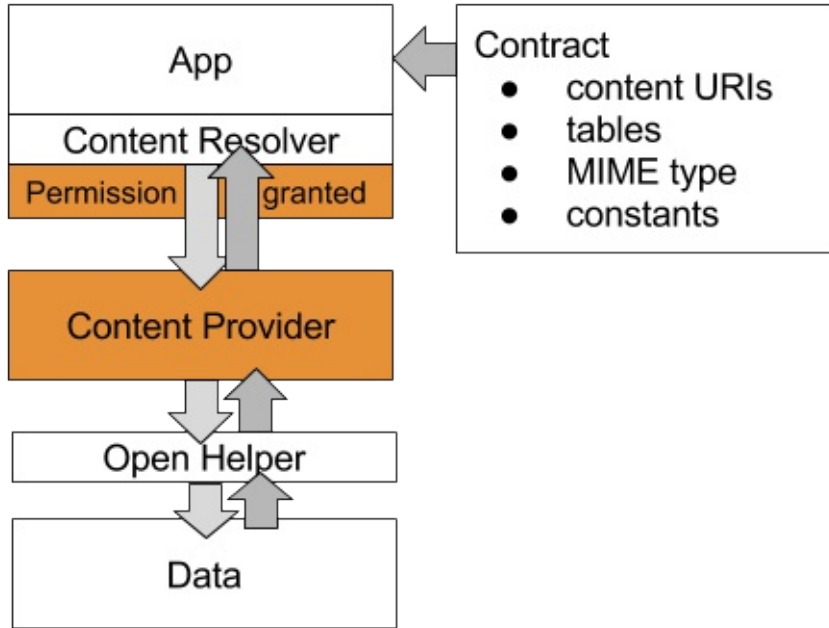 App
Content Resolver
Permission granted
Content Provider
Open Helper
Data
Contract
● content URIs
● tables
● MIME type
● constants